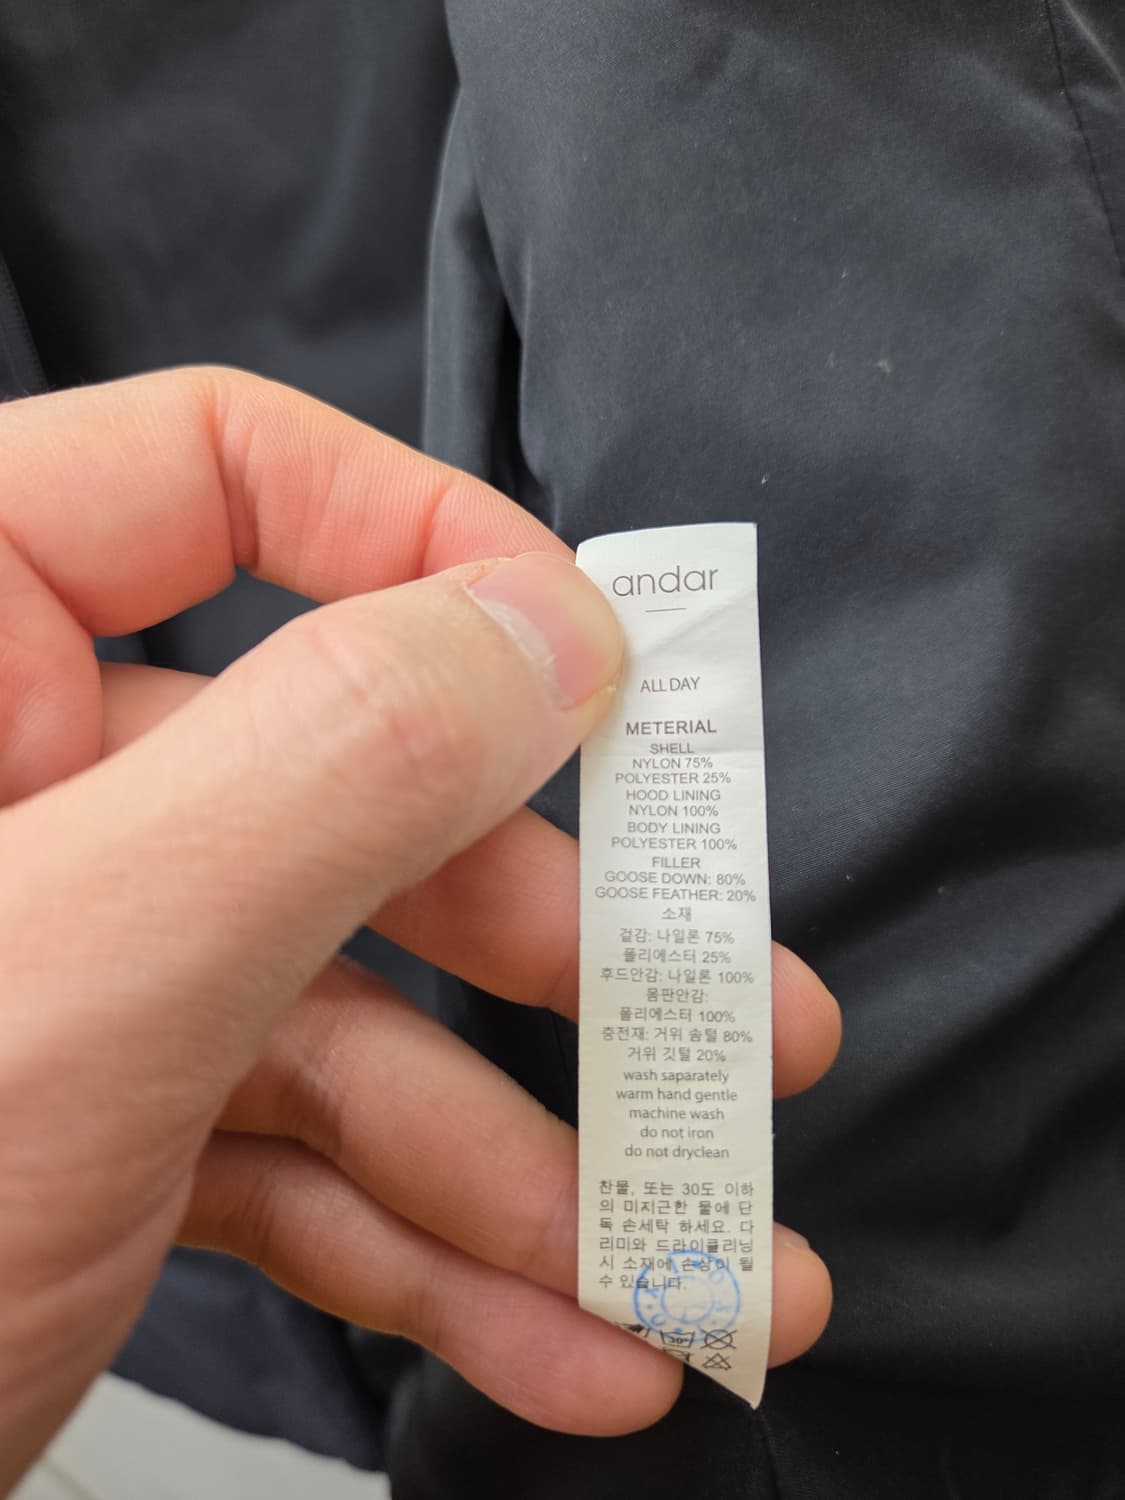 andar
ALL DAY
METERIAL
SHELL
NYLON 75%
POLYESTER 25%
HOOD LINING
NYLON 100%
BODY LINING
POLYESTER 100%
FILLER
GOOSE DOWN: 80%
GOOSE FEATHER: 20%
소재
겉감: 나일론 75%
폴리에스터 25%
후드안감: 나일론 100%
몸판안감:
폴리에스터 100%
충전재: 거위 솜털 80%
거위 깃털 20%
wash saparately
warm hand gentle
machine wash
do not iron
do not dryclean
찬물, 또는 30도 이하
의 미지근한 물에 단
독 손세탁 하세요. 다
리미와 드라이클리닝
시 소재에 손상이 될
수 있습니다.
30°